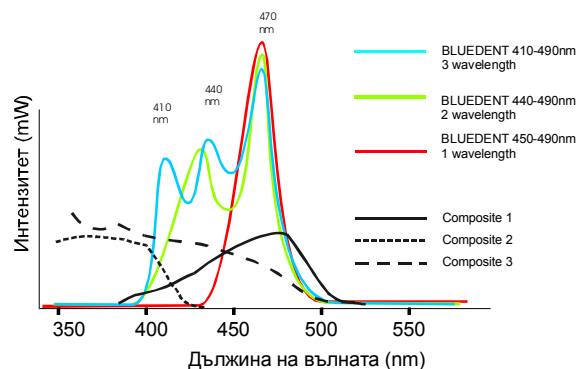 470
nm
440
nm
410
nm
BLUEDENT 410-490nm
3 wavelength
BLUEDENT 440-490nm
2 wavelength
BLUEDENT 450-490nm
1 wavelength
Composite 1
Composite 2
Composite 3
Интензитет (mW)
350 400 450 500 550
Дължина на вълната (nm)